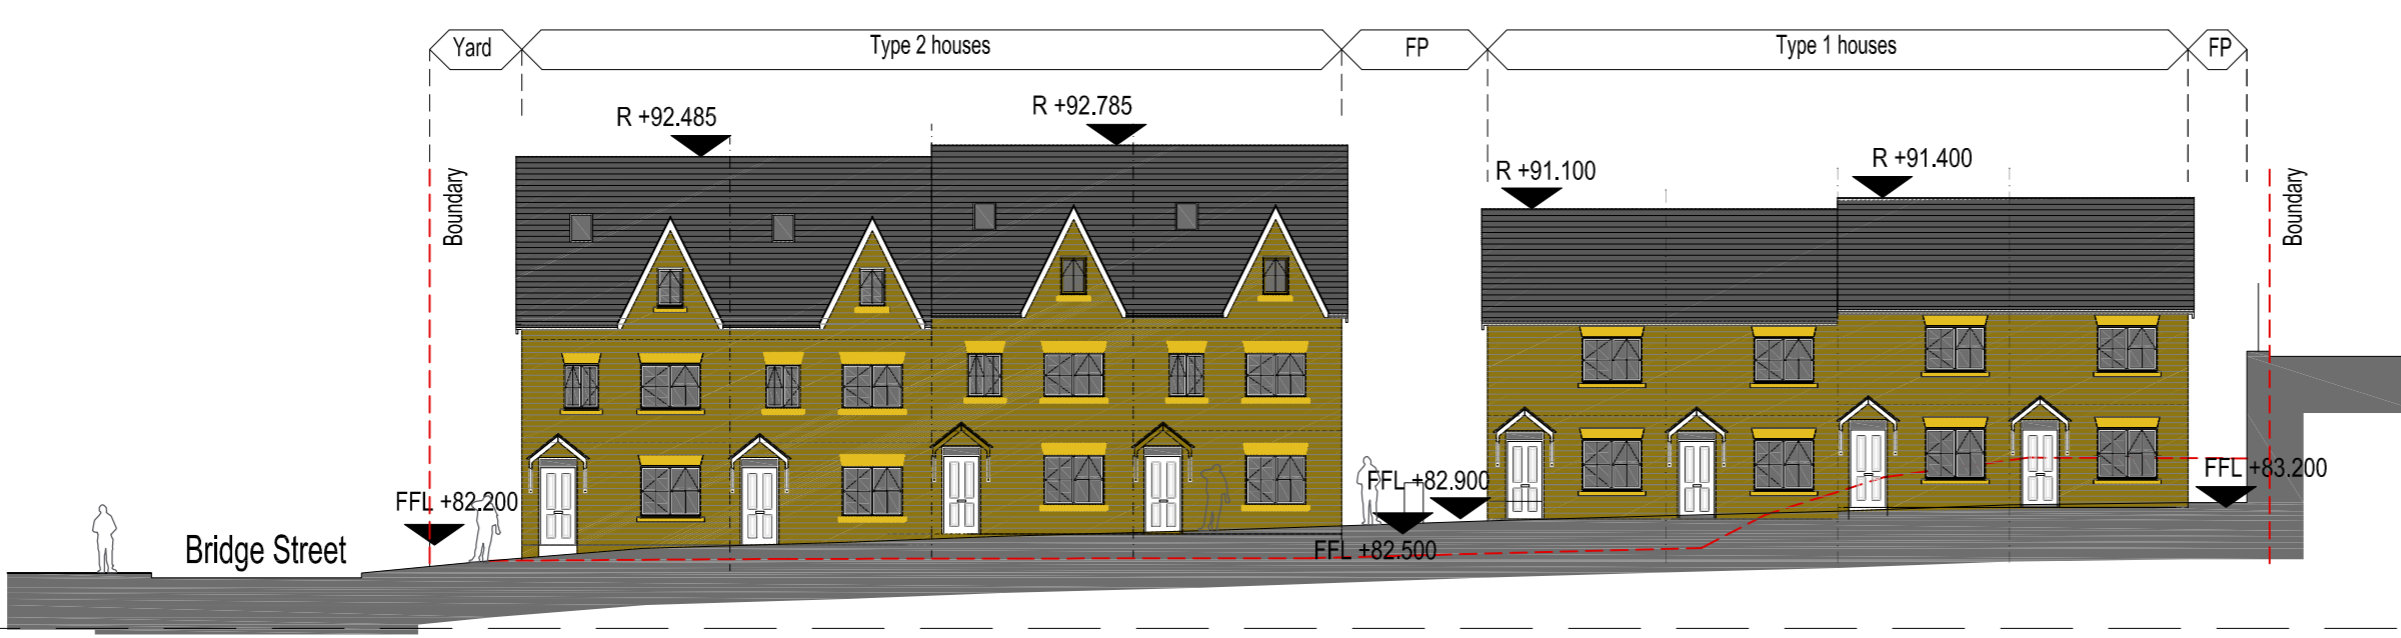 Yard
Type 2 houses
FP
Type 1 houses
FP
R +92.485
R +92.785
R +91.100
R +91.400
Boundary
Boundary
FFL +82.200
FFL +82.900
FFL +83.200
Bridge Street
FFL +82.500